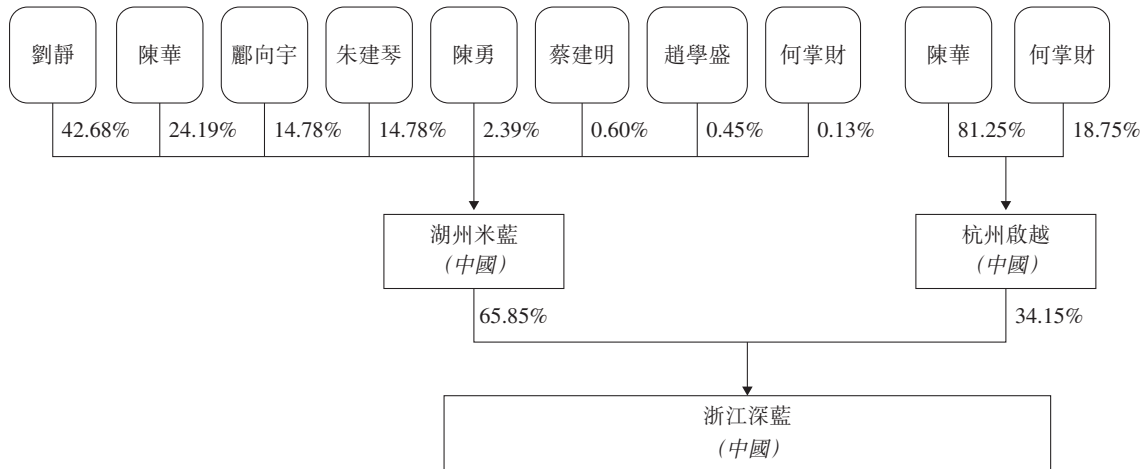 劉靜
陳華
酈向宇
朱建琴
陳勇
蔡建明
趙學盛
何掌財
陳華
何掌財
42.68%
24.19%
14.78%
14.78%
2.39%
0.60%
0.45%
0.13%
81.25%
18.75%
湖州米藍
(中國)
杭州啟越
(中國)
65.85%
34.15%
浙江深藍
(中國)